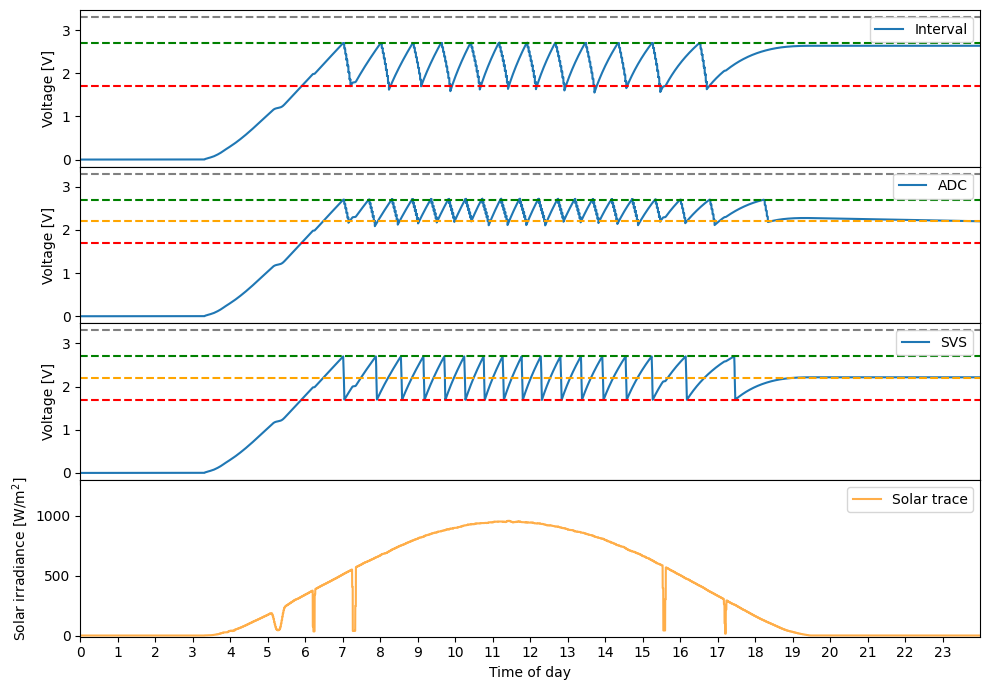 Voltage [V]
3
2
1
0
Interval
Voltage [V]
3
2
1
0
ADC
Voltage [V]
3
2
1
0
SVS
Solar irradiance [W/m²]
1000
500
0
Solar trace
0 1 2 3 4 5 6 7 8 9 10 11 12 13 14 15 16 17 18 19 20 21 22 23
Time of day